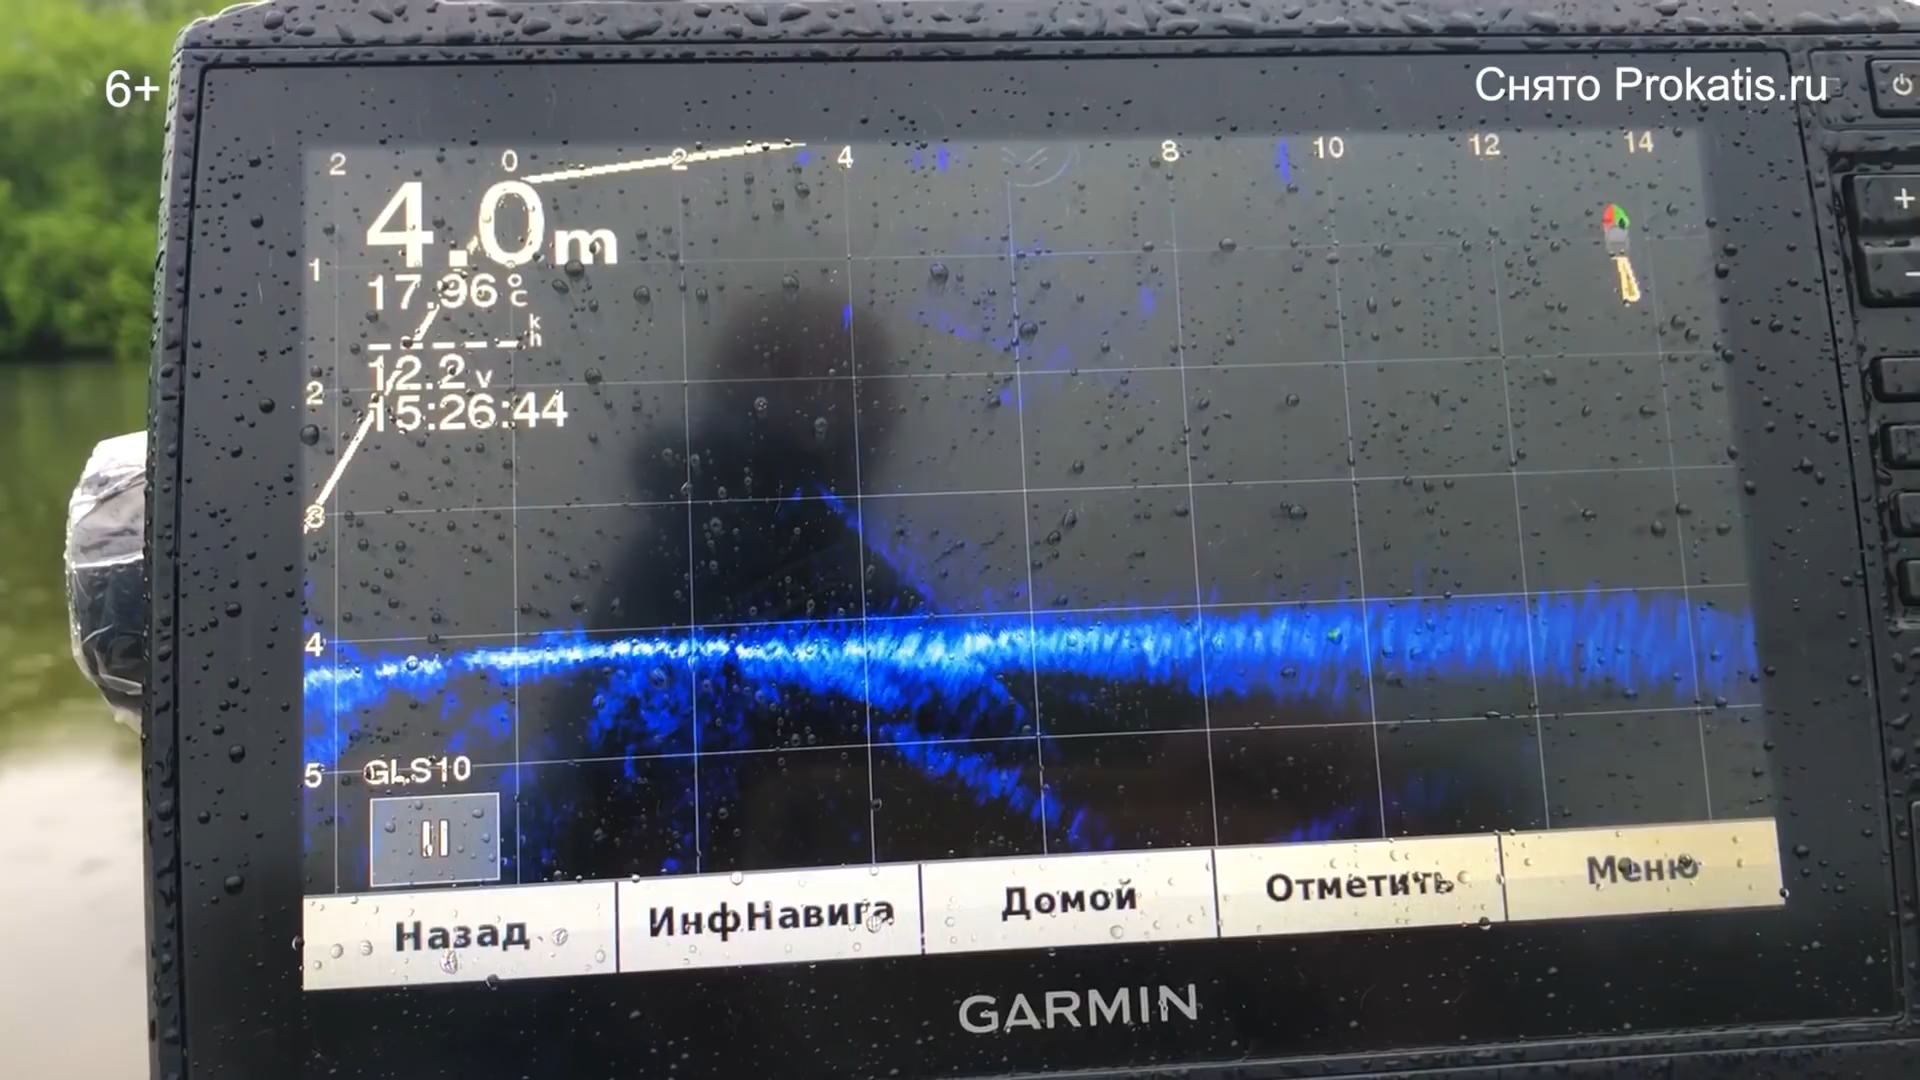 6+
Снято Prokatis.ru
2 0 2 4 8 10 12 14
4.0m
1
17.96 °C
k
h
12.2 v
2
15:26:44
3
4
5
GLS10
Назад ИнфНавига Домой Отметить Меню
GARMIN